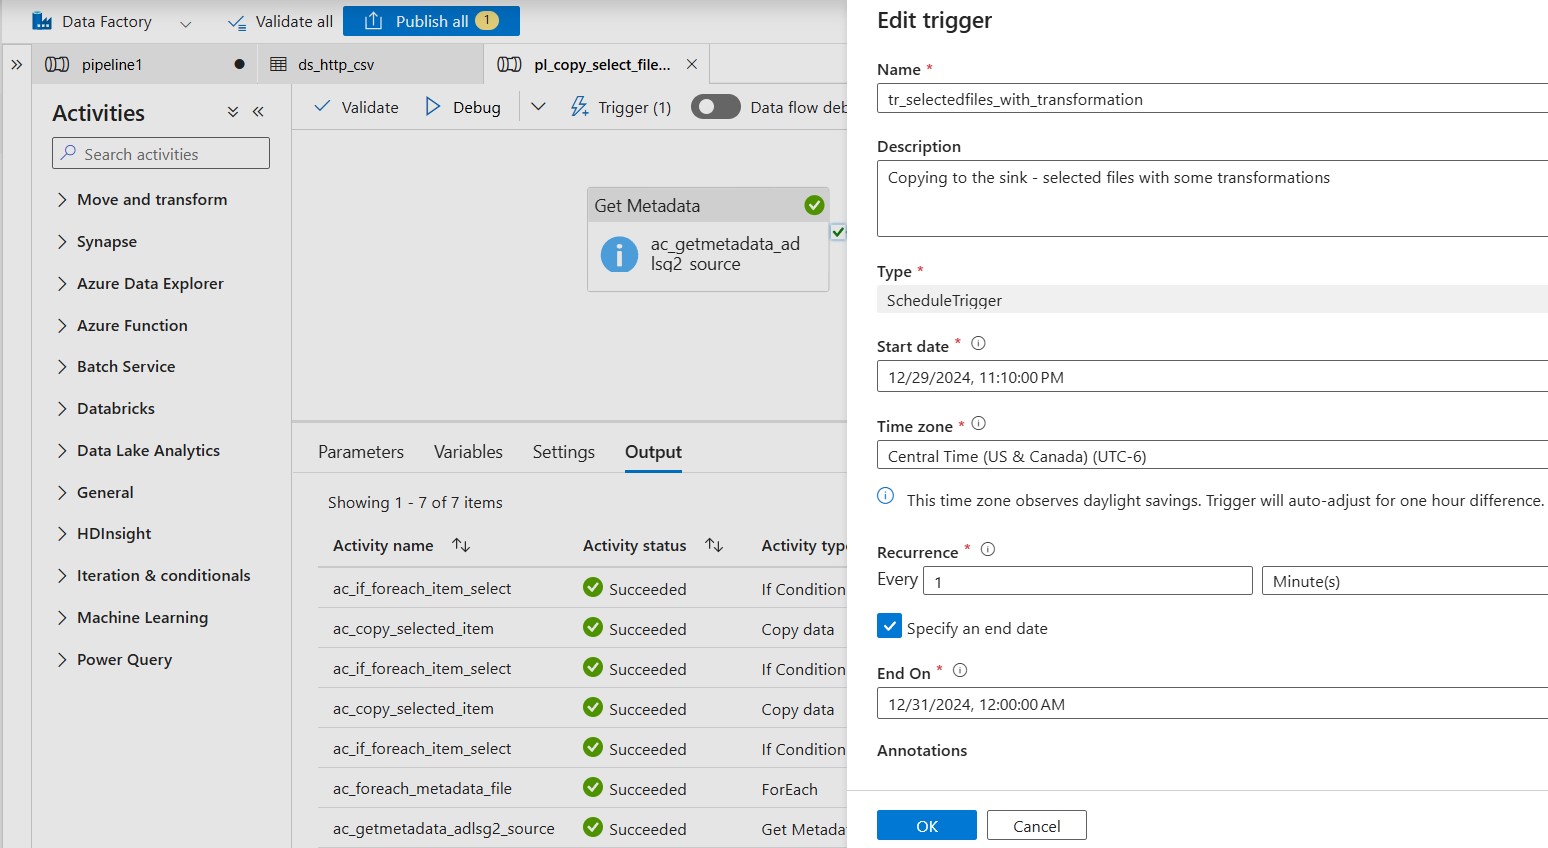 Data Factory
Validate all
Publish all 1
pipeline1
ds_http_csv
pl_copy_select_file...
Activities
Search activities
Move and transform
Synapse
Azure Data Explorer
Azure Function
Batch Service
Databricks
Data Lake Analytics
General
HDInsight
Iteration & conditionals
Machine Learning
Power Query
Validate
Debug
Trigger (1)
Data flow deb
Get Metadata
ac_getmetadata_ad
lsg2_source
Parameters
Variables
Settings
Output
Showing 1 - 7 of 7 items
Activity name Activity status Activity type
ac_if_foreach_item_select Succeeded If Condition
ac_copy_selected_item Succeeded Copy data
ac_if_foreach_item_select Succeeded If Condition
ac_copy_selected_item Succeeded Copy data
ac_if_foreach_item_select Succeeded If Condition
ac_foreach_metadata_file Succeeded ForEach
ac_getmetadata_adlsg2_source Succeeded Get Metada
Edit trigger
Name *
tr_selectedfiles_with_transformation
Description
Copying to the sink - selected files with some transformations
Type *
ScheduleTrigger
Start date *
12/29/2024, 11:10:00 PM
Time zone *
Central Time (US & Canada) (UTC-6)
This time zone observes daylight savings. Trigger will auto-adjust for one hour difference.
Recurrence *
Every 1 Minute(s)
Specify an end date
End On *
12/31/2024, 12:00:00 AM
Annotations
OK
Cancel